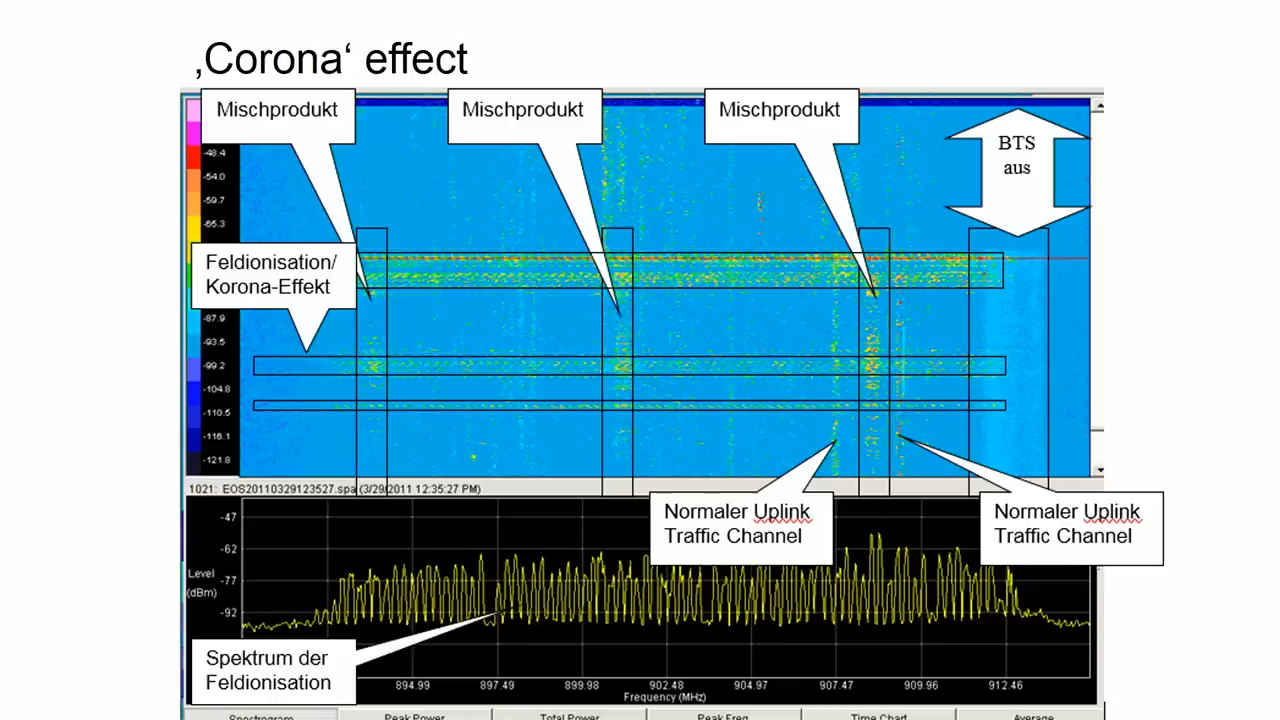 ‚Corona‘ effect
Mischprodukt
Mischprodukt
Mischprodukt
BTS
aus
-48.4
-54.0
-59.7
-65.3
Feldionisation/
Korona-Effekt
-87.9
-93.5
-99.2
-104.8
-110.5
-116.1
-121.8
1021: EOS20110329123527.spa (3/29/2011 12:35:27 PM)
Normaler Uplink
Traffic Channel
Normaler Uplink
Traffic Channel
-47
-62
Level
-77
(dBm)
-92
Spektrum der
Feldionisation
894.99 897.49 899.98 902.48 904.97 907.47 909.96 912.46
Frequency (MHz)
Spectrogram Peak Power Total Power Peak Freq Time Chart Average